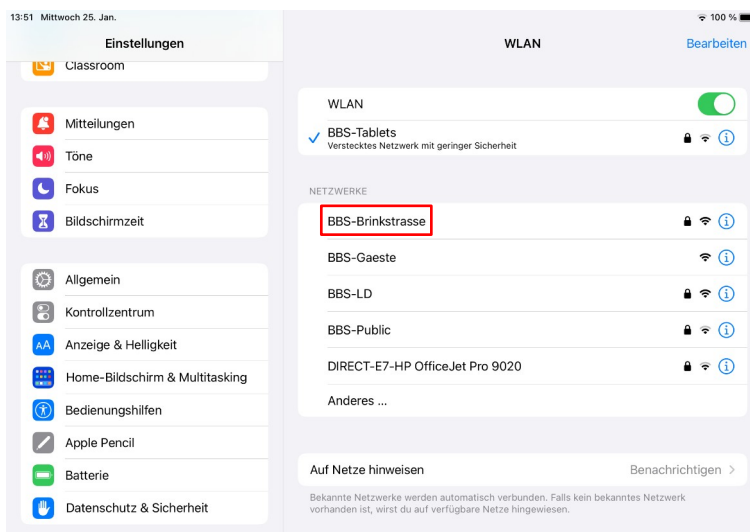 13:51 Mittwoch 25. Jan.
100 %
Einstellungen
Classroom
Mitteilungen
Töne
Fokus
Bildschirmzeit
Allgemein
Kontrollzentrum
AA Anzeige & Helligkeit
Home-Bildschirm & Multitasking
Bedienungshilfen
Apple Pencil
Batterie
Datenschutz & Sicherheit
WLAN
Bearbeiten
WLAN
BBS-Tablets
Verstecktes Netzwerk mit geringer Sicherheit
NETZWERKE
BBS-Brinkstrasse
BBS-Gaeste
BBS-LD
BBS-Public
DIRECT-E7-HP OfficeJet Pro 9020
Anderes ...
Auf Netze hinweisen
Benachrichtigen
Bekannte Netzwerke werden automatisch verbunden. Falls kein bekanntes Netzwerk
vorhanden ist, wirst du auf verfügbare Netze hingewiesen.